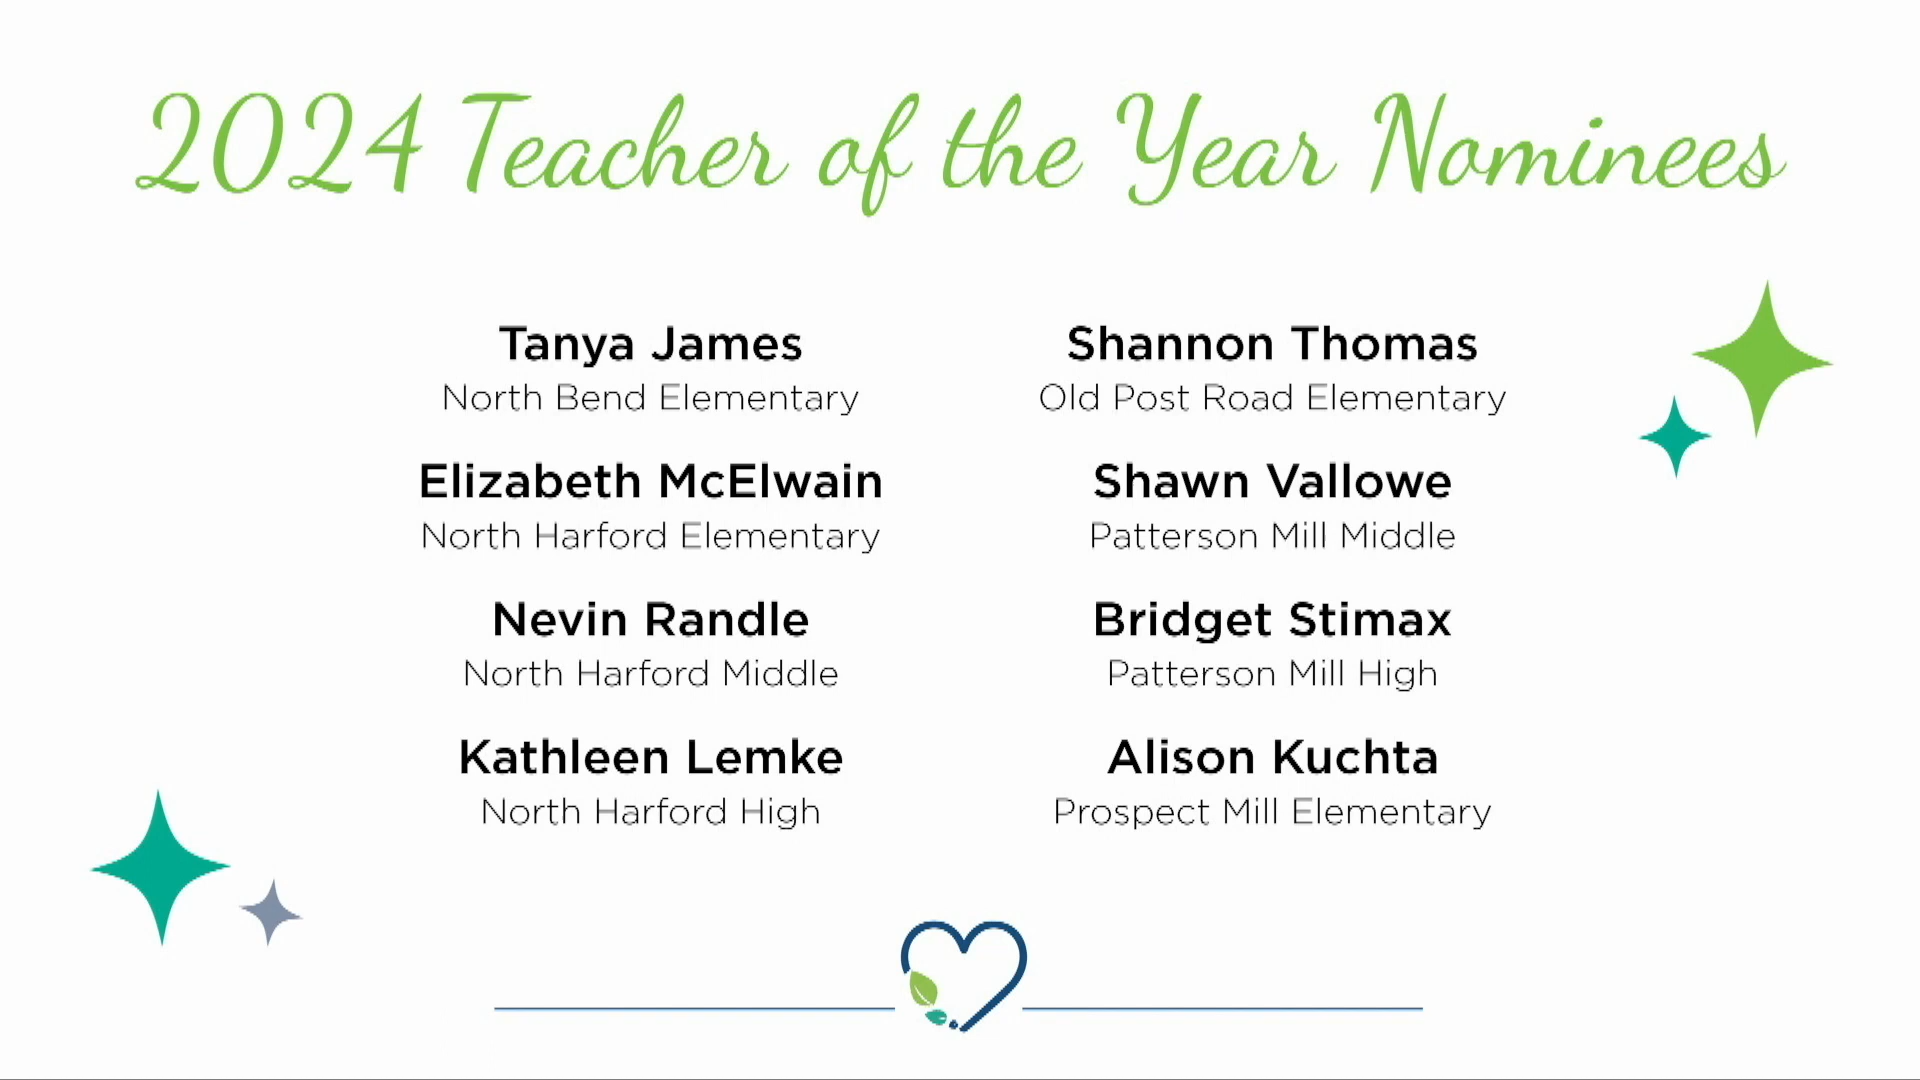 2024 Teacher of the Year Nominees
Tanya James
North Bend Elementary
Elizabeth McElwain
North Harford Elementary
Nevin Randle
North Harford Middle
Kathleen Lemke
North Harford High
Shannon Thomas
Old Post Road Elementary
Shawn Vallowe
Patterson Mill Middle
Bridget Stimax
Patterson Mill High
Alison Kuchta
Prospect Mill Elementary